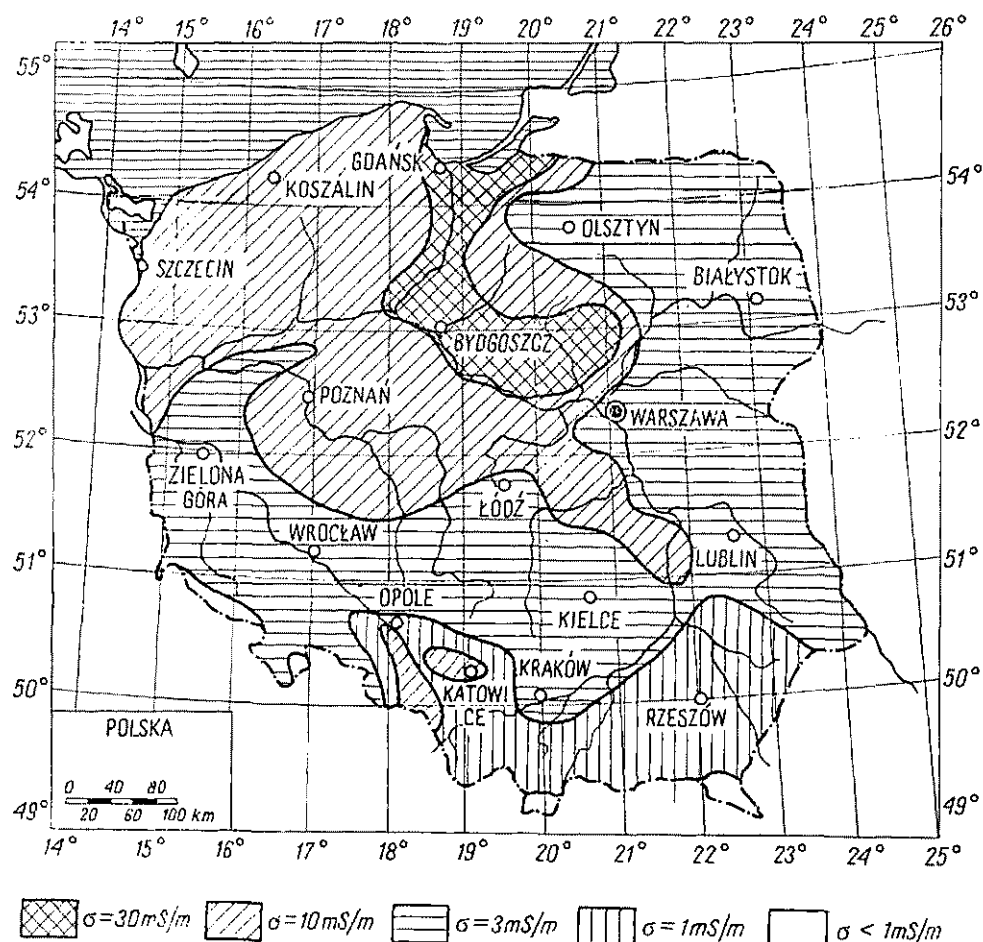 14° 15° 16° 17° 18° 19° 20° 21° 22° 23° 24° 25° 26°
55° 55°
GDAŃSK
KOSZALIN
54° 54°
OLSZTYN
SZCZECIN
BIAŁYSTOK
53° 53°
BYDGOSZCZ
POZNAŃ
WARSZAWA
52° 52°
ZIELONA
GÓRA
ŁÓDŹ
WROCŁAW
51° LUBLIN 51°
OPOLE
KIELCE
KRAKÓW
50° KATOWI 50°
CE
RZESZÓW
POLSKA
0 40 80
20 60 100 km
49° 49°
14° 15° 16° 17° 18° 19° 20° 21° 22° 23° 24° 25°
σ=30mS/m σ=10mS/m σ=3mS/m σ=1mS/m σ < 1mS/m